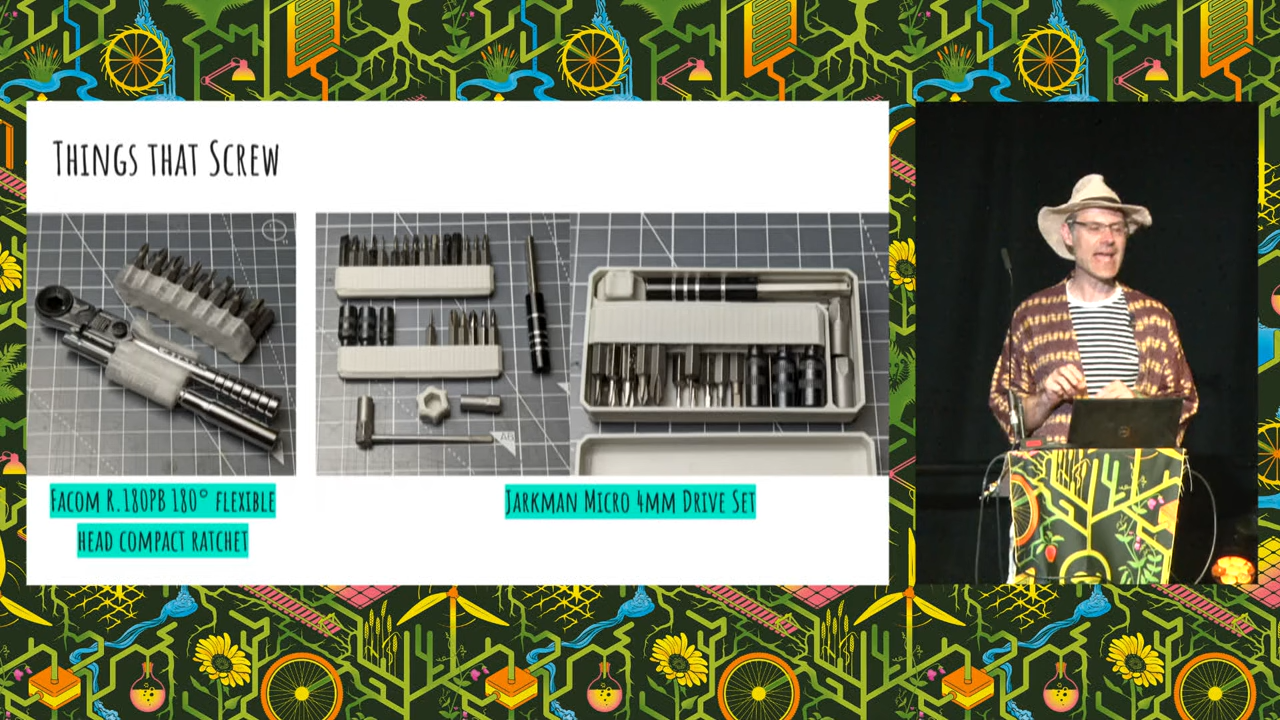 Things that Screw
Facom R.180PB 180° flexible
head compact ratchet
Jarkman Micro 4mm Drive Set